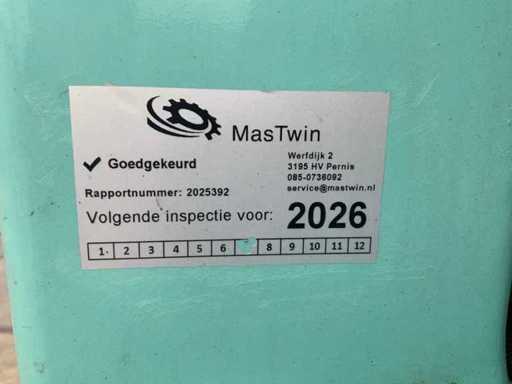 MasTwin
✓ Goedgekeurd
Werfdijk 2
3195 HV Pernis
085-0736092
service@mastwin.nl
Rapportnummer: 2025392
Volgende inspectie voor: 2026
1 2 3 4 5 6 8 9 10 11 12